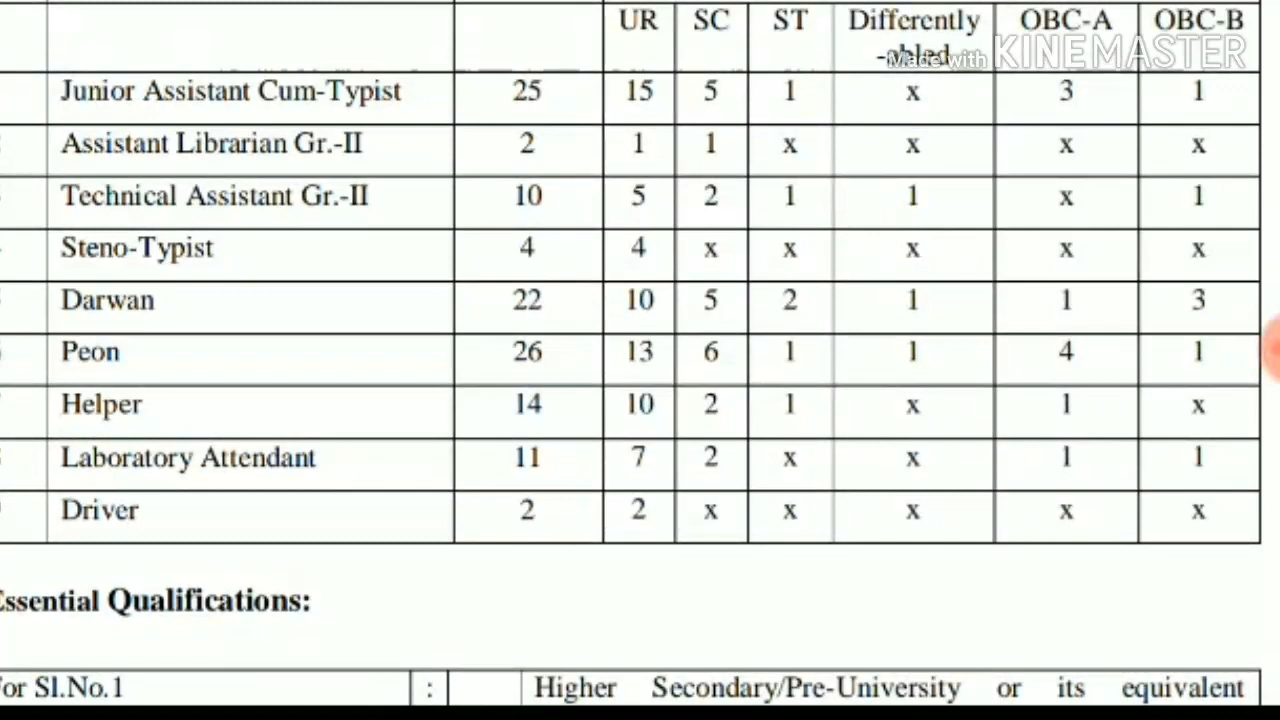 UR SC ST Differently OBC-A OBC-B
-abled
Made with KINEMASTER
Junior Assistant Cum-Typist 25 15 5 1 x 3 1
Assistant Librarian Gr.-II 2 1 1 x x x x
Technical Assistant Gr.-II 10 5 2 1 1 x 1
Steno-Typist 4 4 x x x x x
Darwan 22 10 5 2 1 1 3
Peon 26 13 6 1 1 4 1
Helper 14 10 2 1 x 1 x
Laboratory Attendant 11 7 2 x x 1 1
Driver 2 2 x x x x x
Essential Qualifications:
For Sl.No.1 : Higher Secondary/Pre-University or its equivalent